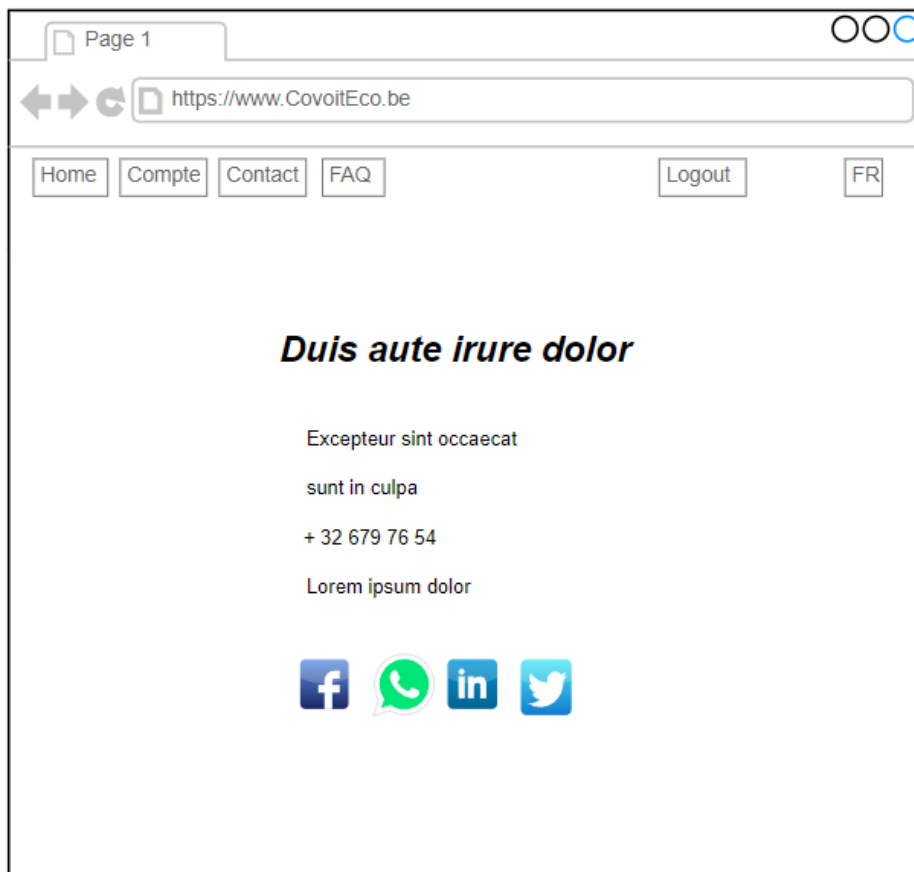 Page 1
https://www.CovoitEco.be
Home Compte Contact FAQ Logout FR
Duis aute irure dolor
Excepteur sint occaecat
sunt in culpa
+ 32 679 76 54
Lorem ipsum dolor
f in